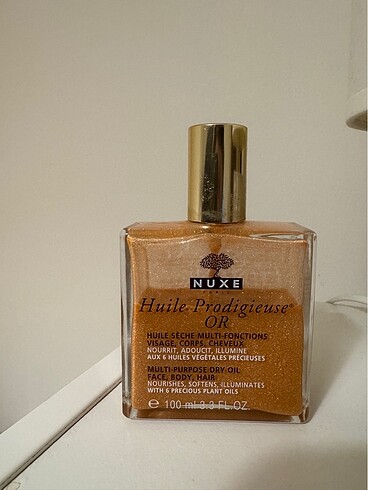 NUXE
PARIS
Huile Prodigieuse®
OR
HUILE SÈCHE MULTI-FONCTIONS
VISAGE, CORPS, CHEVEUX
NOURRIT, ADOUCIT, ILLUMINE
AUX 6 HUILES VÉGÉTALES PRÉCIEUSES
MULTI-PURPOSE DRY OIL
FACE, BODY, HAIR
NOURISHES, SOFTENS, ILLUMINATES
WITH 6 PRECIOUS PLANT OILS
℮ 100 ml 3.3 FL.OZ.